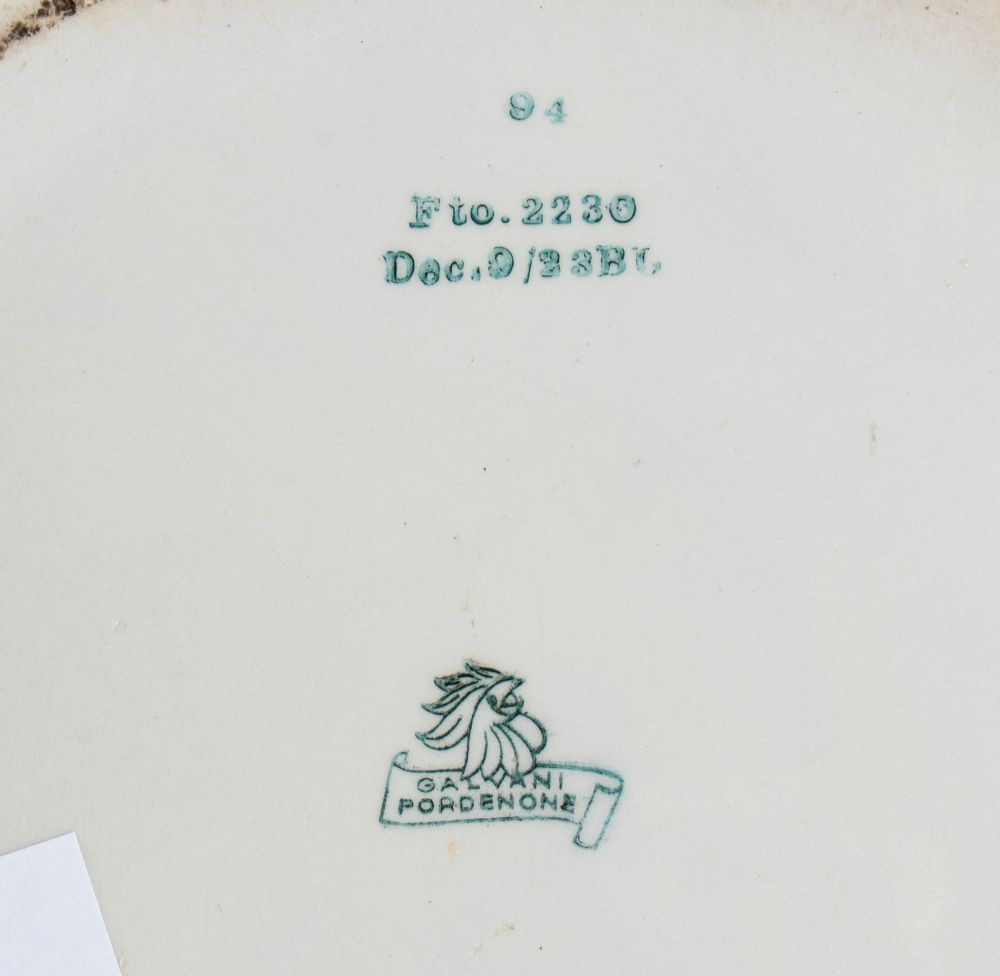 94
Fto. 2230
Dec. 9/23BL
GALVANI
PORDENONE